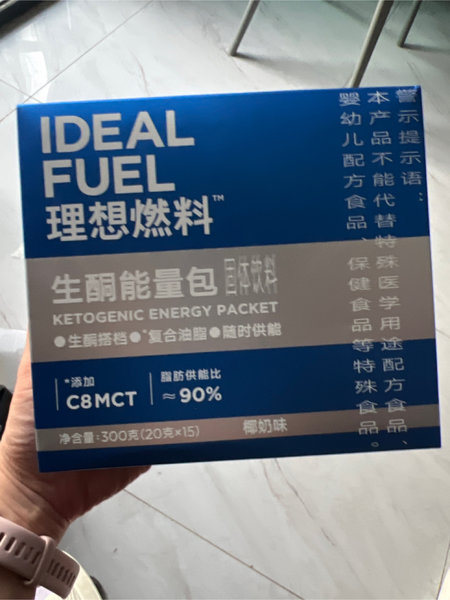 IDEAL
FUEL
理想燃料™
生酮能量包 固体饮料
KETOGENIC ENERGY PACKET
●生酮搭档●*复合油脂●随时供能
*添加
C8MCT
脂肪供能比
≈90%
净含量:300克(20克×15)
椰奶味
警示提示语:
本产品不能代替特殊医学用途配方食品、
婴幼儿配方食品、保健食品等特殊食品。